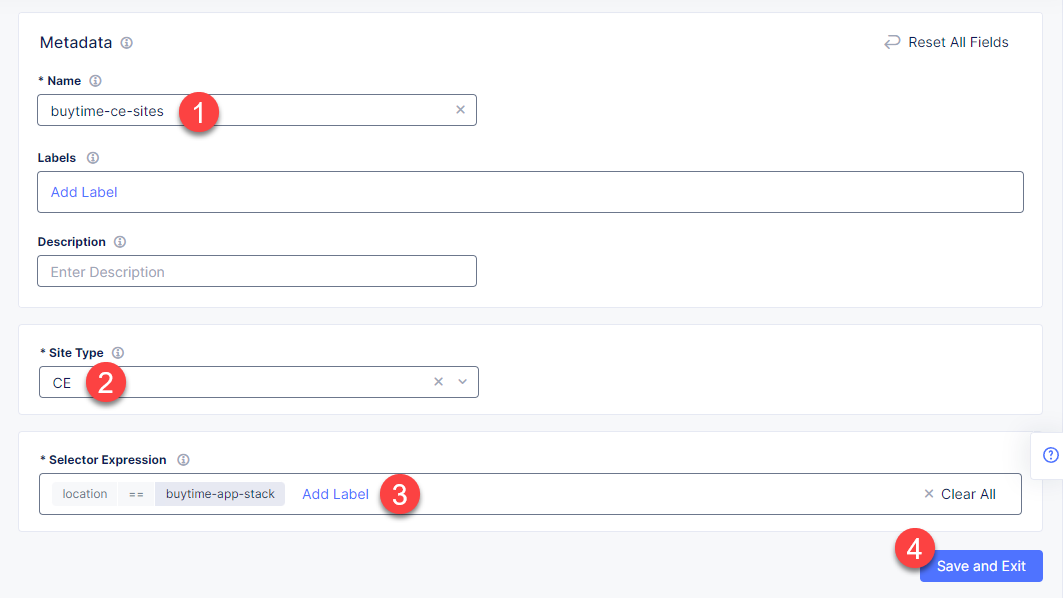 Metadata
Reset All Fields
* Name
buytime-ce-sites 1
Labels
Add Label
Description
Enter Description
* Site Type
CE 2
* Selector Expression
location == buytime-app-stack Add Label 3 Clear All
4
Save and Exit